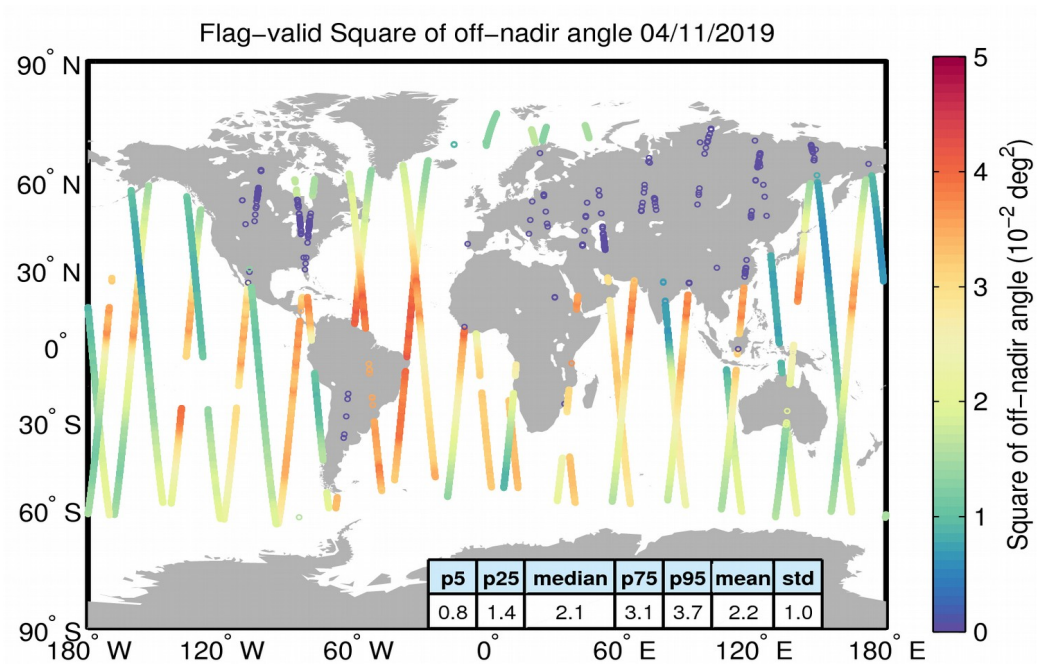 Flag-valid Square of off-nadir angle 04/11/2019
90° N
60° N
30° N
0°
30° S
60° S
90° S
180° W
120° W
60° W
0°
60° E
120° E
180° E
p5 p25 median p75 p95 mean std
0.8 1.4 2.1 3.1 3.7 2.2 1.0
5
4
3
2
1
0
Square of off-nadir angle (10⁻² deg²)